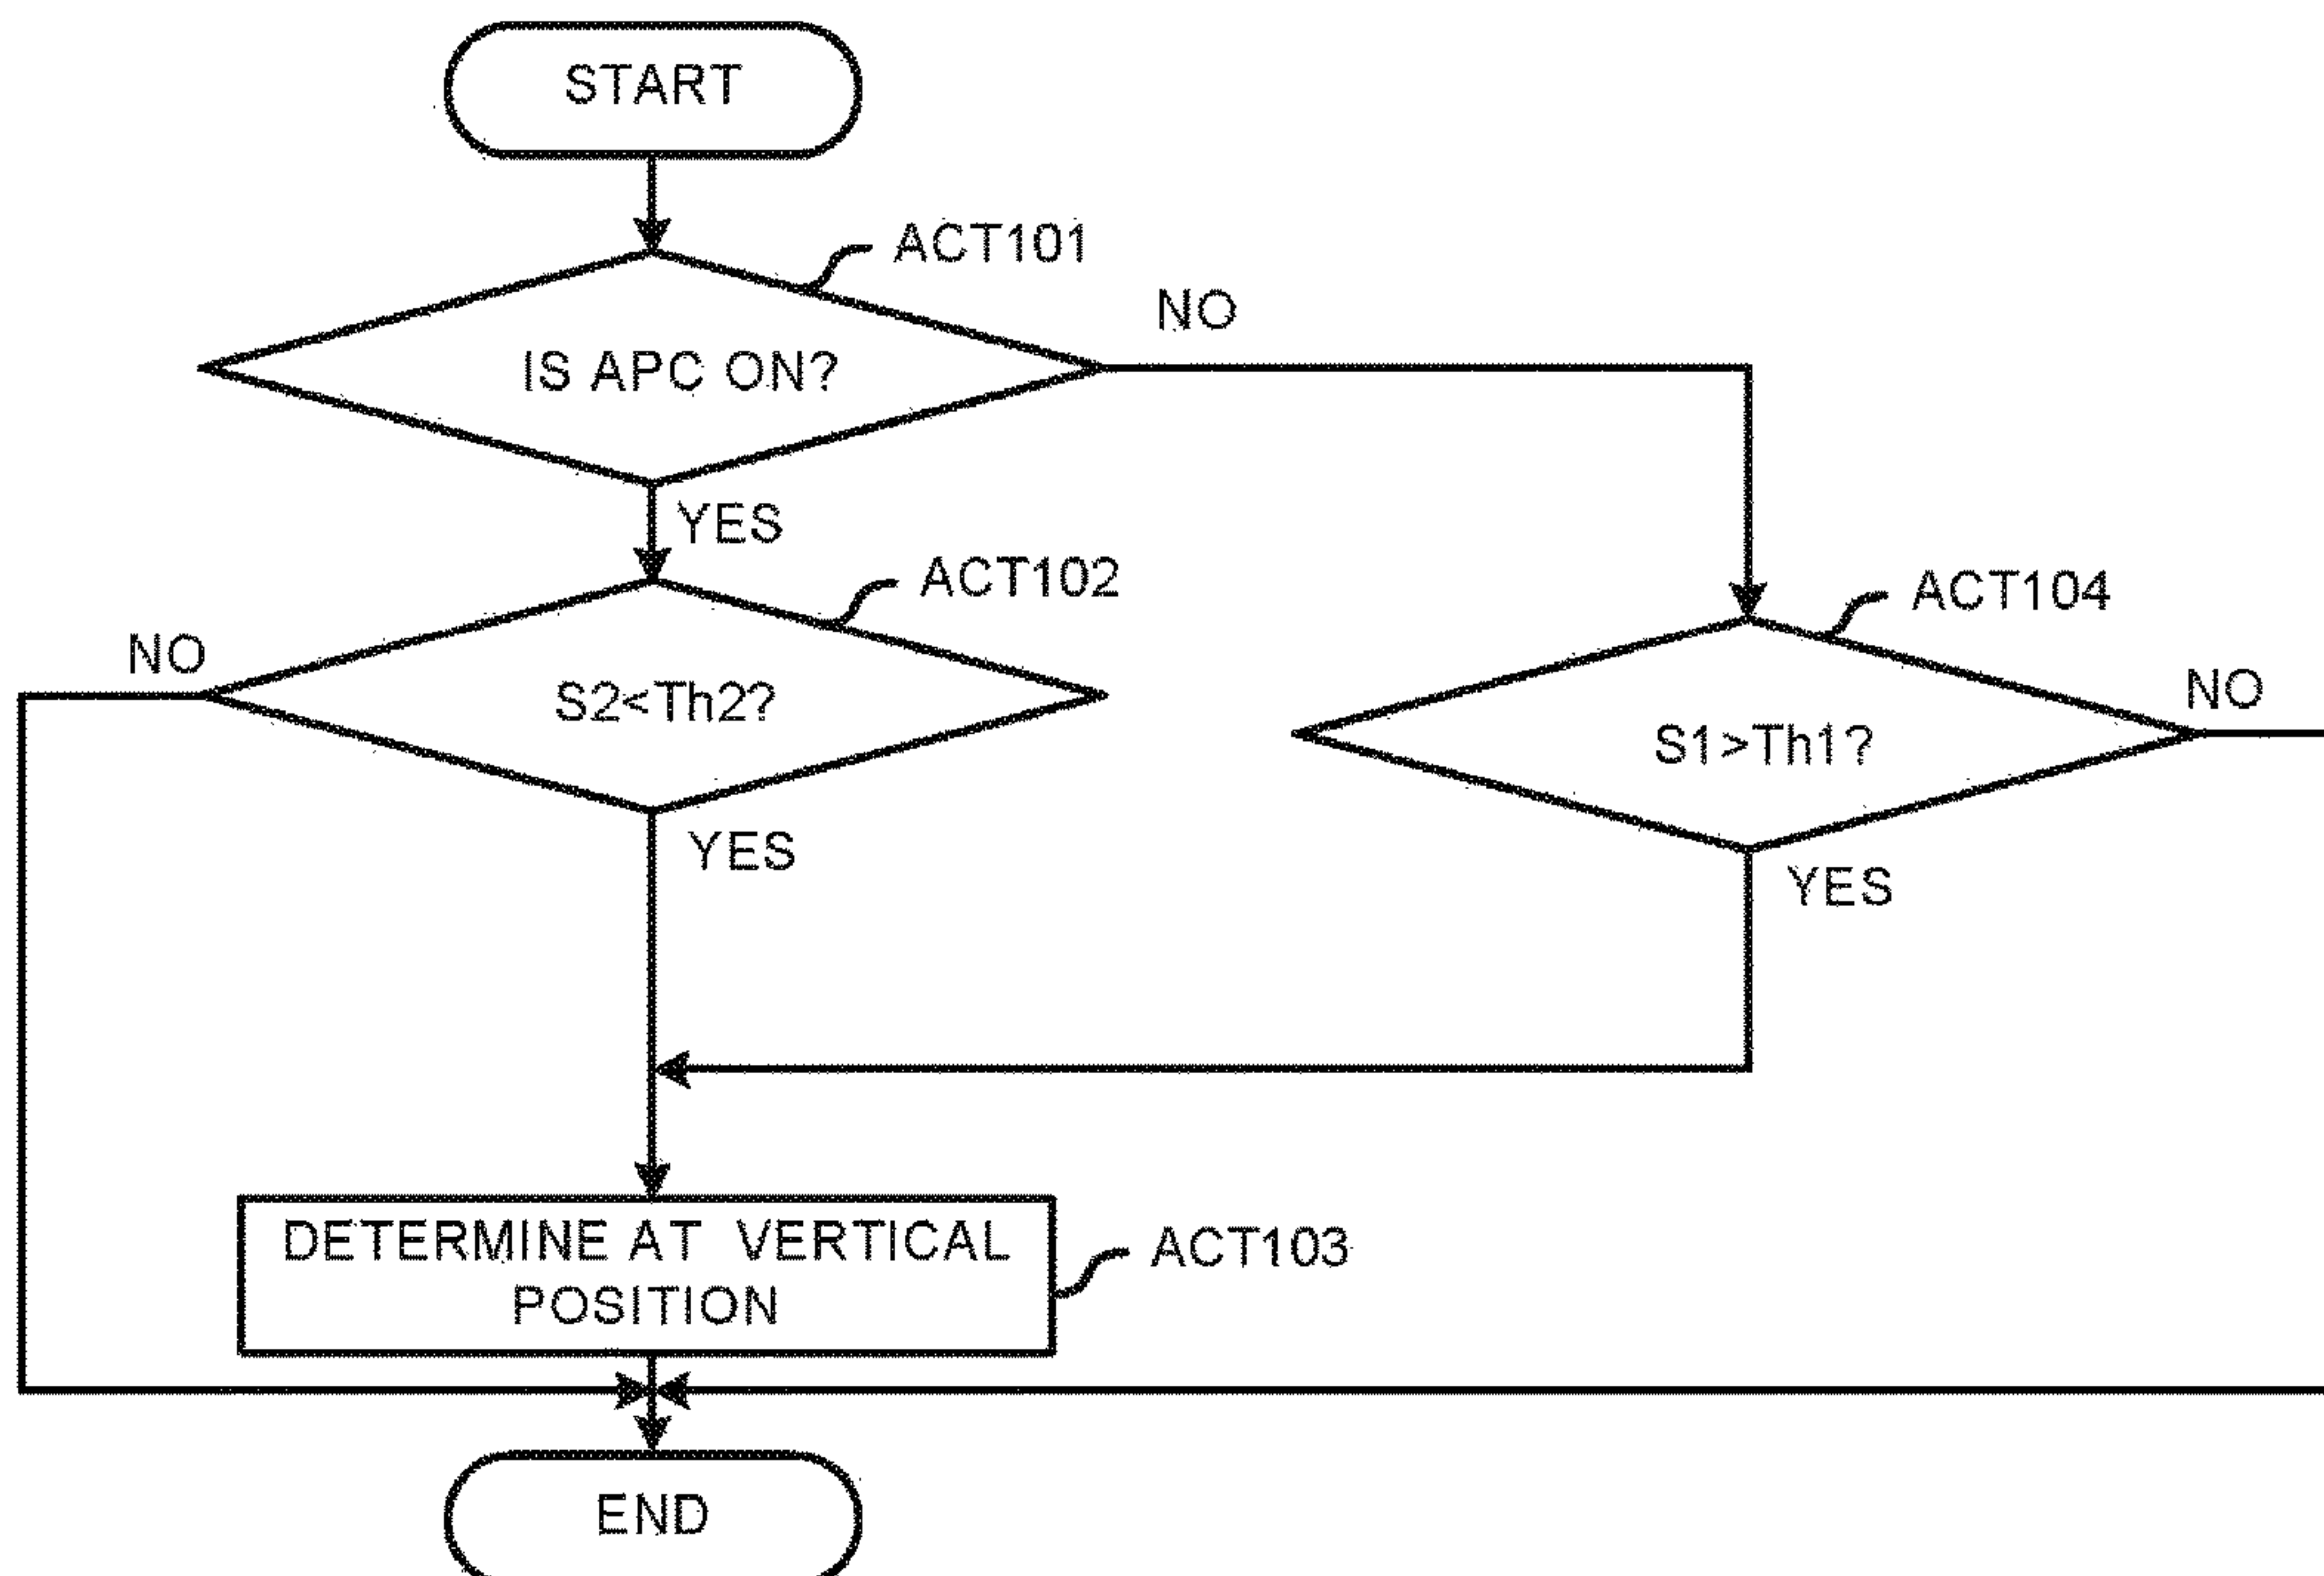 START
ACT101
NO
IS APC ON?
YES
ACT102
ACT104
NO
NO
S2<Th2?
S1>Th1?
YES
YES
DETERMINE AT VERTICAL
POSITION
ACT103
END